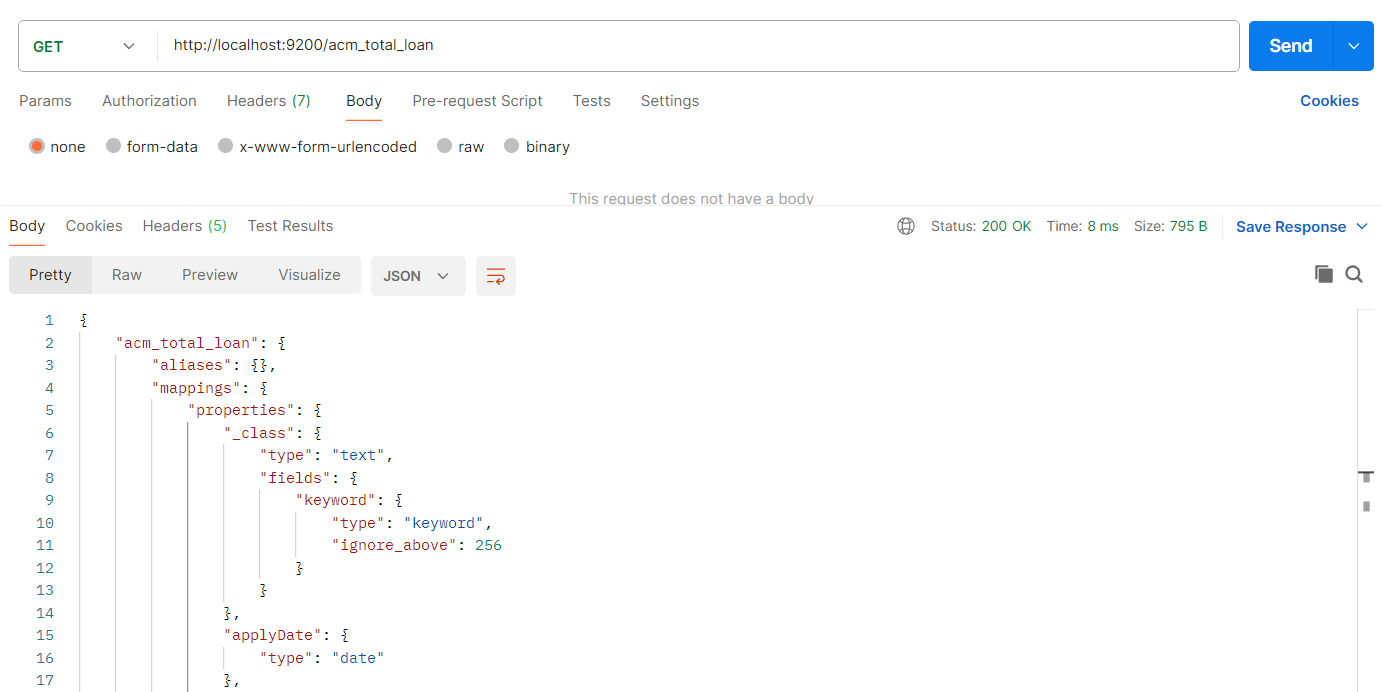 GET http://localhost:9200/acm_total_loan Send
Params Authorization Headers (7) Body Pre-request Script Tests Settings Cookies
none form-data x-www-form-urlencoded raw binary
This request does not have a body
Body Cookies Headers (5) Test Results Status: 200 OK Time: 8 ms Size: 795 B Save Response
Pretty Raw Preview Visualize JSON
1 {
2 "acm_total_loan": {
3 "aliases": {},
4 "mappings": {
5 "properties": {
6 "_class": {
7 "type": "text",
8 "fields": {
9 "keyword": {
10 "type": "keyword",
11 "ignore_above": 256
12 }
13 }
14 },
15 "applyDate": {
16 "type": "date"
17 },